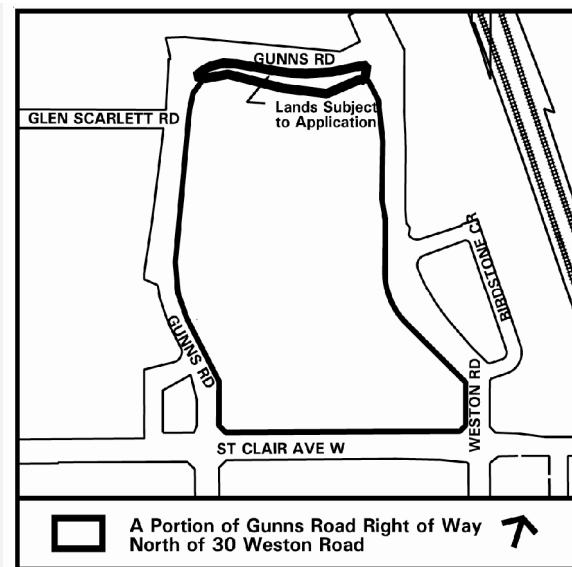 GUNNS RD
Lands Subject
to Application
GLEN SCARLETT RD
BIRDSTONE CR
GUNNS RD
WESTON RD
ST CLAIR AVE W
A Portion of Gunns Road Right of Way
North of 30 Weston Road